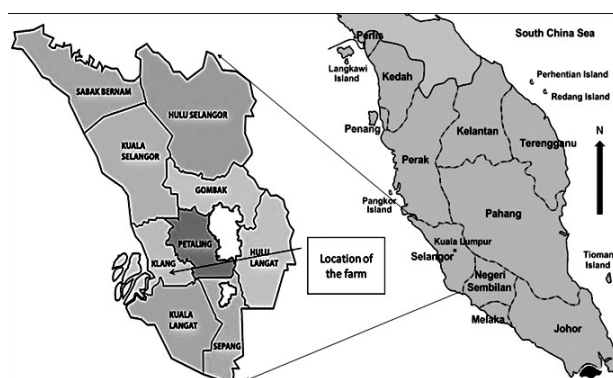 SABAK BERNAM
HULU SELANGOR
KUALA
SELANGOR
GOMBAK
PETALING
KLANG
HULU
LANGAT
KUALA
LANGAT
SEPANG
Location of
the farm
South China Sea
Perlis
Langkawi
Island
Kedah
Perhentian Island
Redang Island
Penang
Kelantan
Terengganu
N
Perak
Pangkor
Island
Pahang
Kuala Lumpur
Selangor
Tioman
Island
Negeri
Sembilan
Melaka
Johor